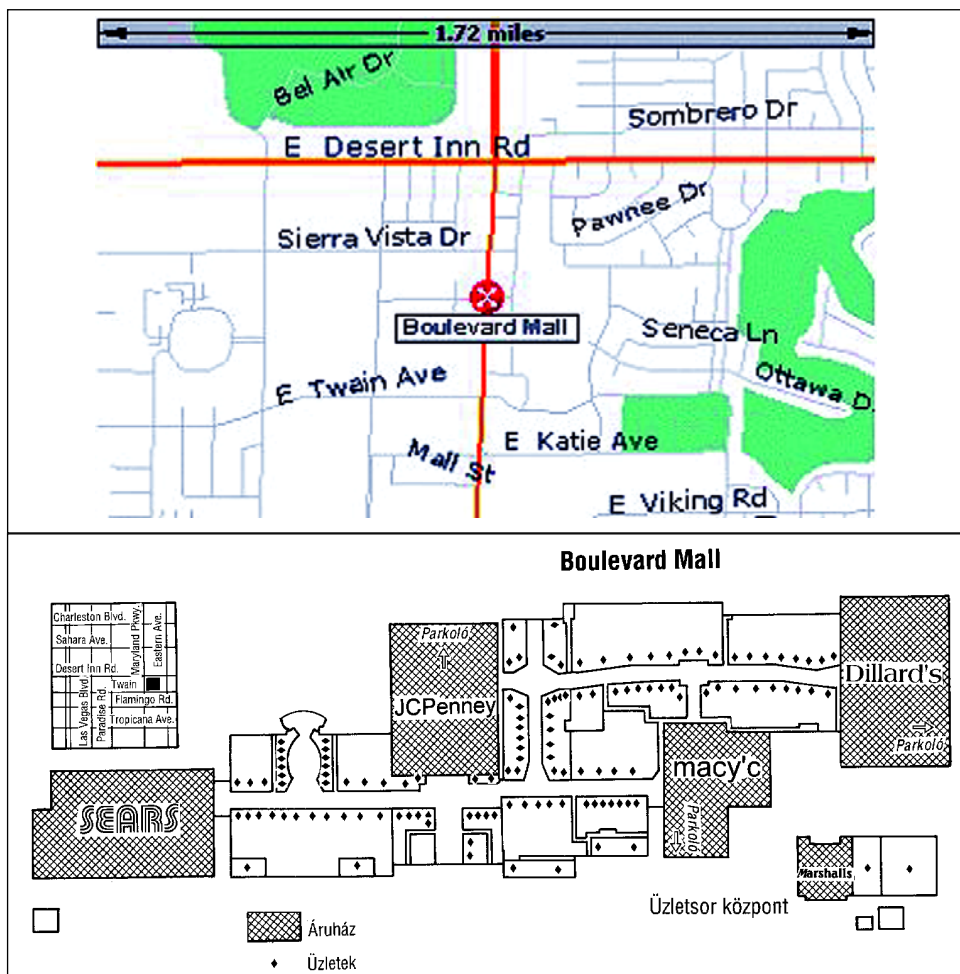 1.72 miles
Bel Air Dr
Sombrero Dr
E Desert Inn Rd
Pawnee Dr
Sierra Vista Dr
Boulevard Mall
Seneca Ln
E Twain Ave
Ottawa D.
E Katie Ave
Mall St
E Viking Rd
Boulevard Mall
Charleston Blvd.
Sahara Ave.
Maryland Pkwy.
Eastern Ave.
Desert Inn Rd.
Twain
Flamingo Rd.
Tropicana Ave.
Las Vegas Blvd.
Paradise Rd.
Parkoló
JCPenney
Dillard's
Parkoló
macy'c
Parkoló
SEARS
Marshalls
Üzletsor központ
Áruház
Üzletek